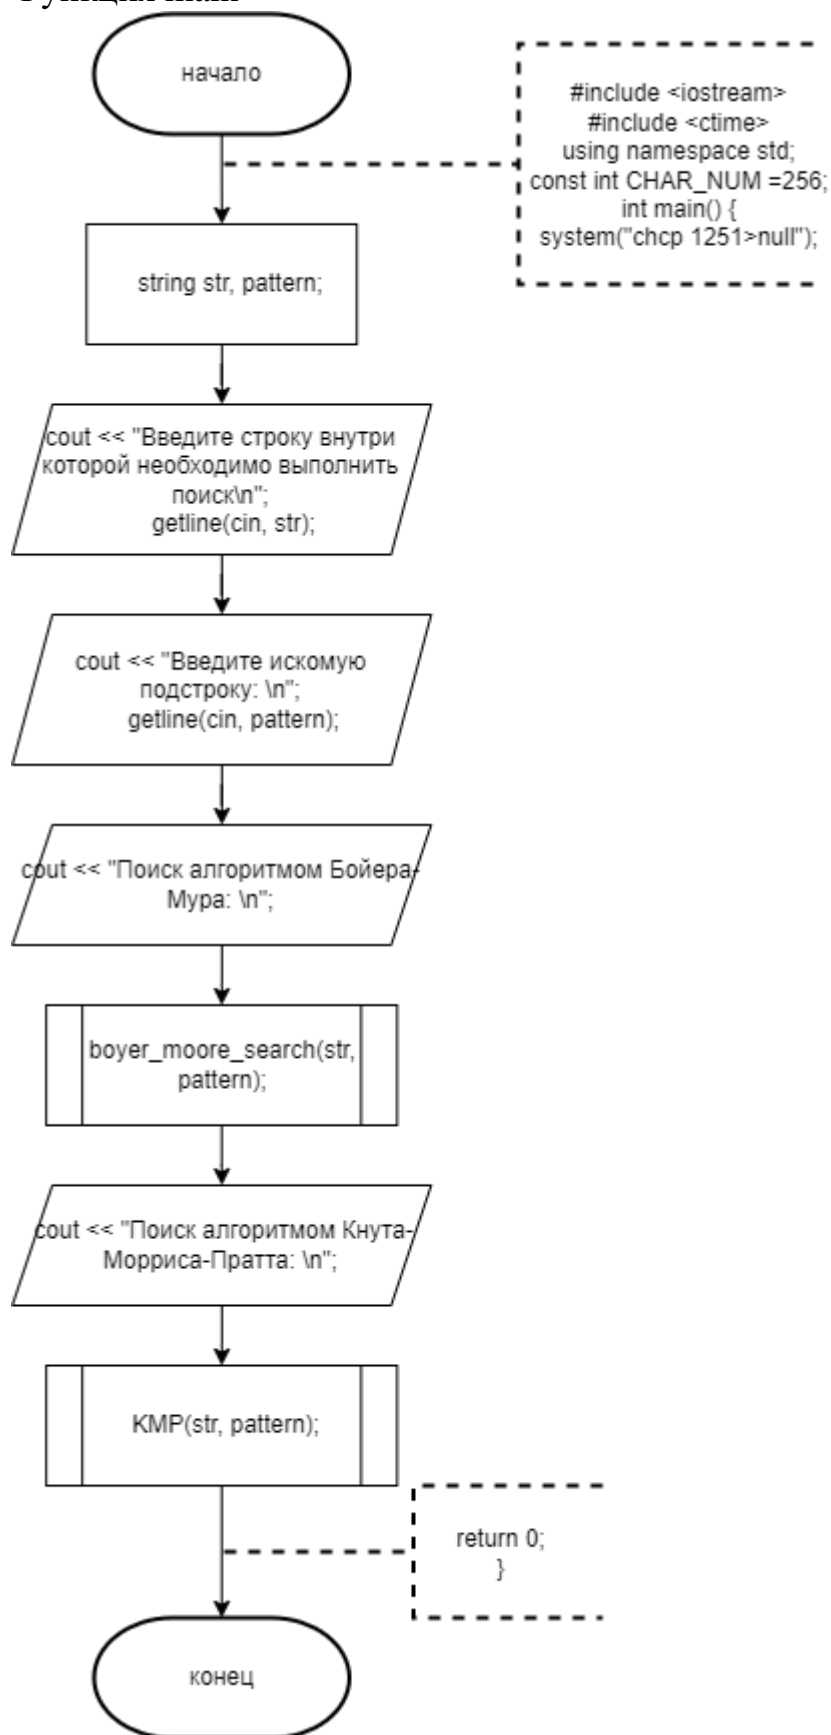 Функция main
начало
#include <iostream>
#include <ctime>
using namespace std;
const int CHAR_NUM =256;
int main() {
system("chcp 1251>null");
string str, pattern;
cout << "Введите строку внутри
которой необходимо выполнить
поиск\n";
getline(cin, str);
cout << "Введите искомую
подстроку: \n";
getline(cin, pattern);
cout << "Поиск алгоритмом Бойера-
Мура: \n";
boyer_moore_search(str,
pattern);
cout << "Поиск алгоритмом Кнута-
Морриса-Пратта: \n";
KMP(str, pattern);
return 0;
}
конец